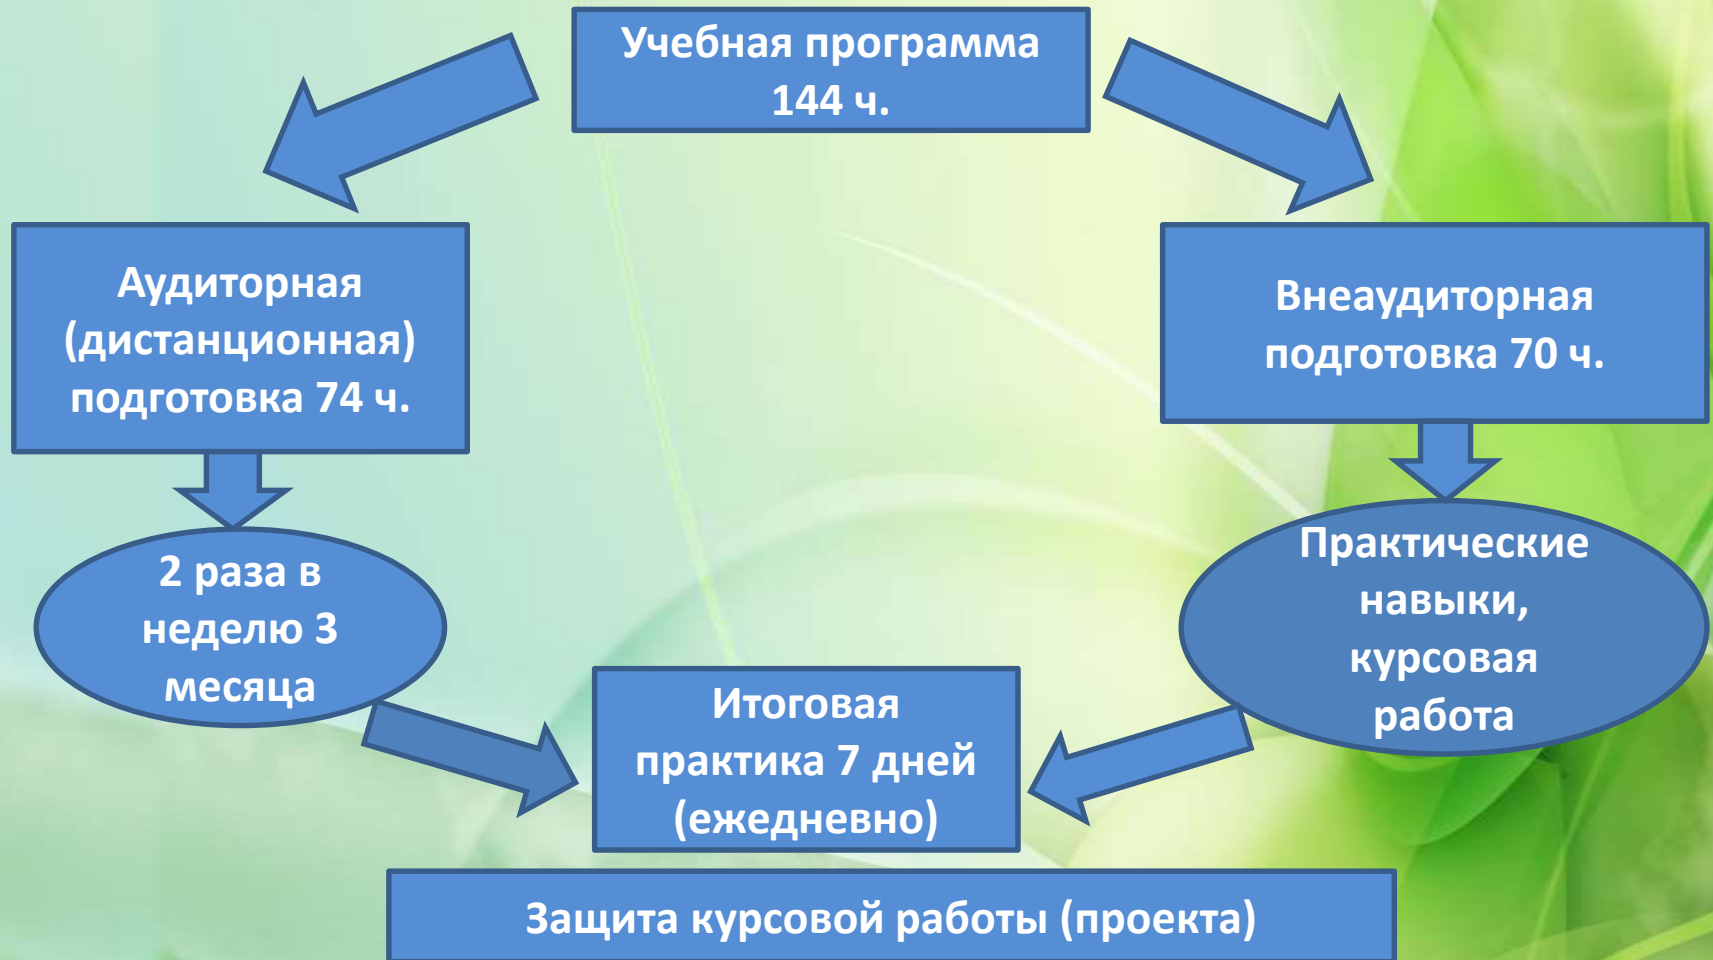 Учебная программа
144 ч.
Аудиторная
(дистанционная)
подготовка 74 ч.
Внеаудиторная
подготовка 70 ч.
2 раза в
неделю 3
месяца
Практические
навыки,
курсовая
работа
Итоговая
практика 7 дней
(ежедневно)
Защита курсовой работы (проекта)